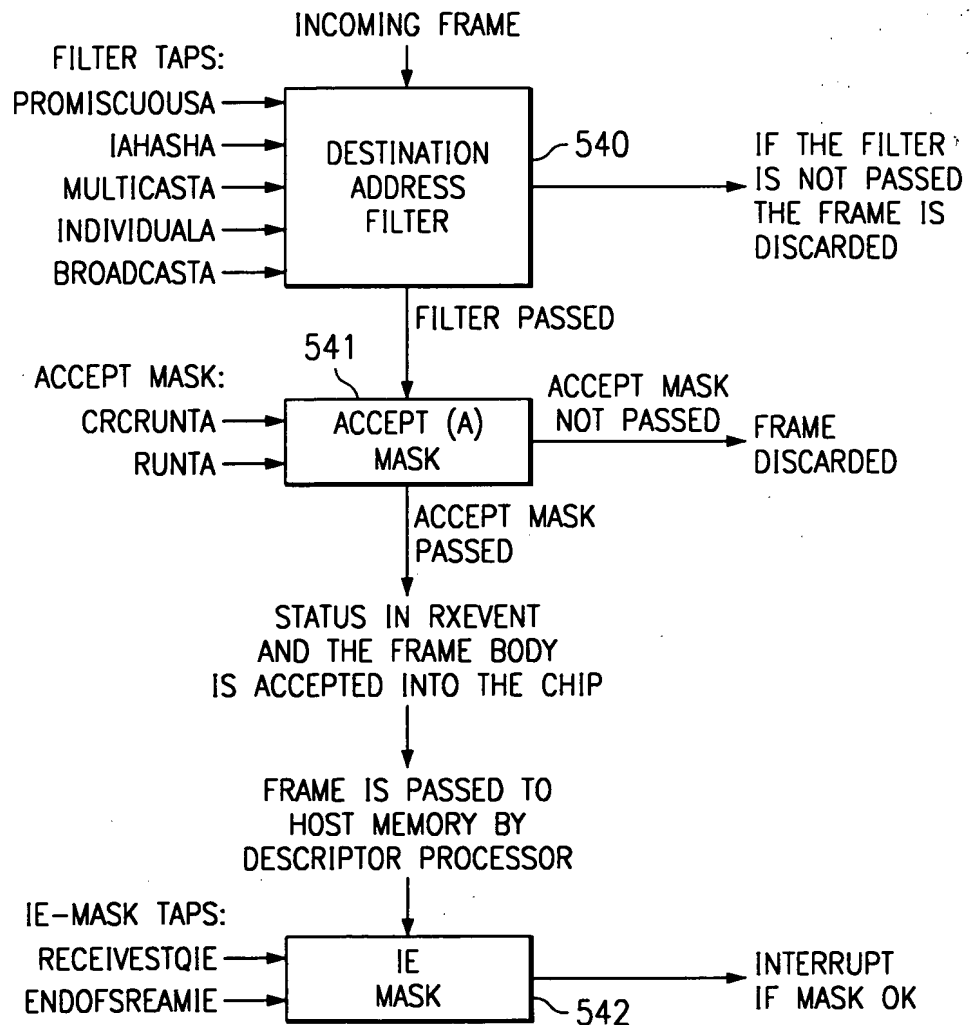 INCOMING FRAME
FILTER TAPS:
PROMISCUOUSA
IAHASHA
MULTICASTA
INDIVIDUALA
BROADCASTA
DESTINATION
ADDRESS
FILTER
540
IF THE FILTER
IS NOT PASSED
THE FRAME IS
DISCARDED
FILTER PASSED
541
ACCEPT MASK:
CRCRUNTA
RUNTA
ACCEPT (A)
MASK
ACCEPT MASK
NOT PASSED
FRAME
DISCARDED
ACCEPT MASK
PASSED
STATUS IN RXEVENT
AND THE FRAME BODY
IS ACCEPTED INTO THE CHIP
FRAME IS PASSED TO
HOST MEMORY BY
DESCRIPTOR PROCESSOR
IE-MASK TAPS:
RECEIVESTQIE
ENDOFSREAMIE
IE
MASK
542
INTERRUPT
IF MASK OK